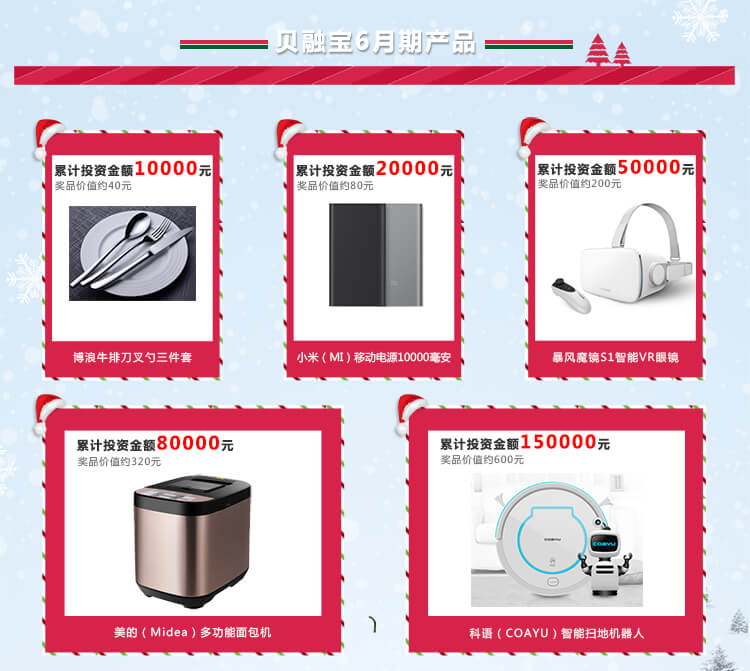 贝融宝6月期产品
累计投资金额10000元
奖品价值约40元
博浪牛排刀叉勺三件套
累计投资金额20000元
奖品价值约80元
小米（MI）移动电源10000毫安
累计投资金额50000元
奖品价值约200元
暴风魔镜S1智能VR眼镜
累计投资金额80000元
奖品价值约320元
美的（Midea）多功能面包机
累计投资金额150000元
奖品价值约600元
COAYU
COAYU
科语（COAYU）智能扫地机器人